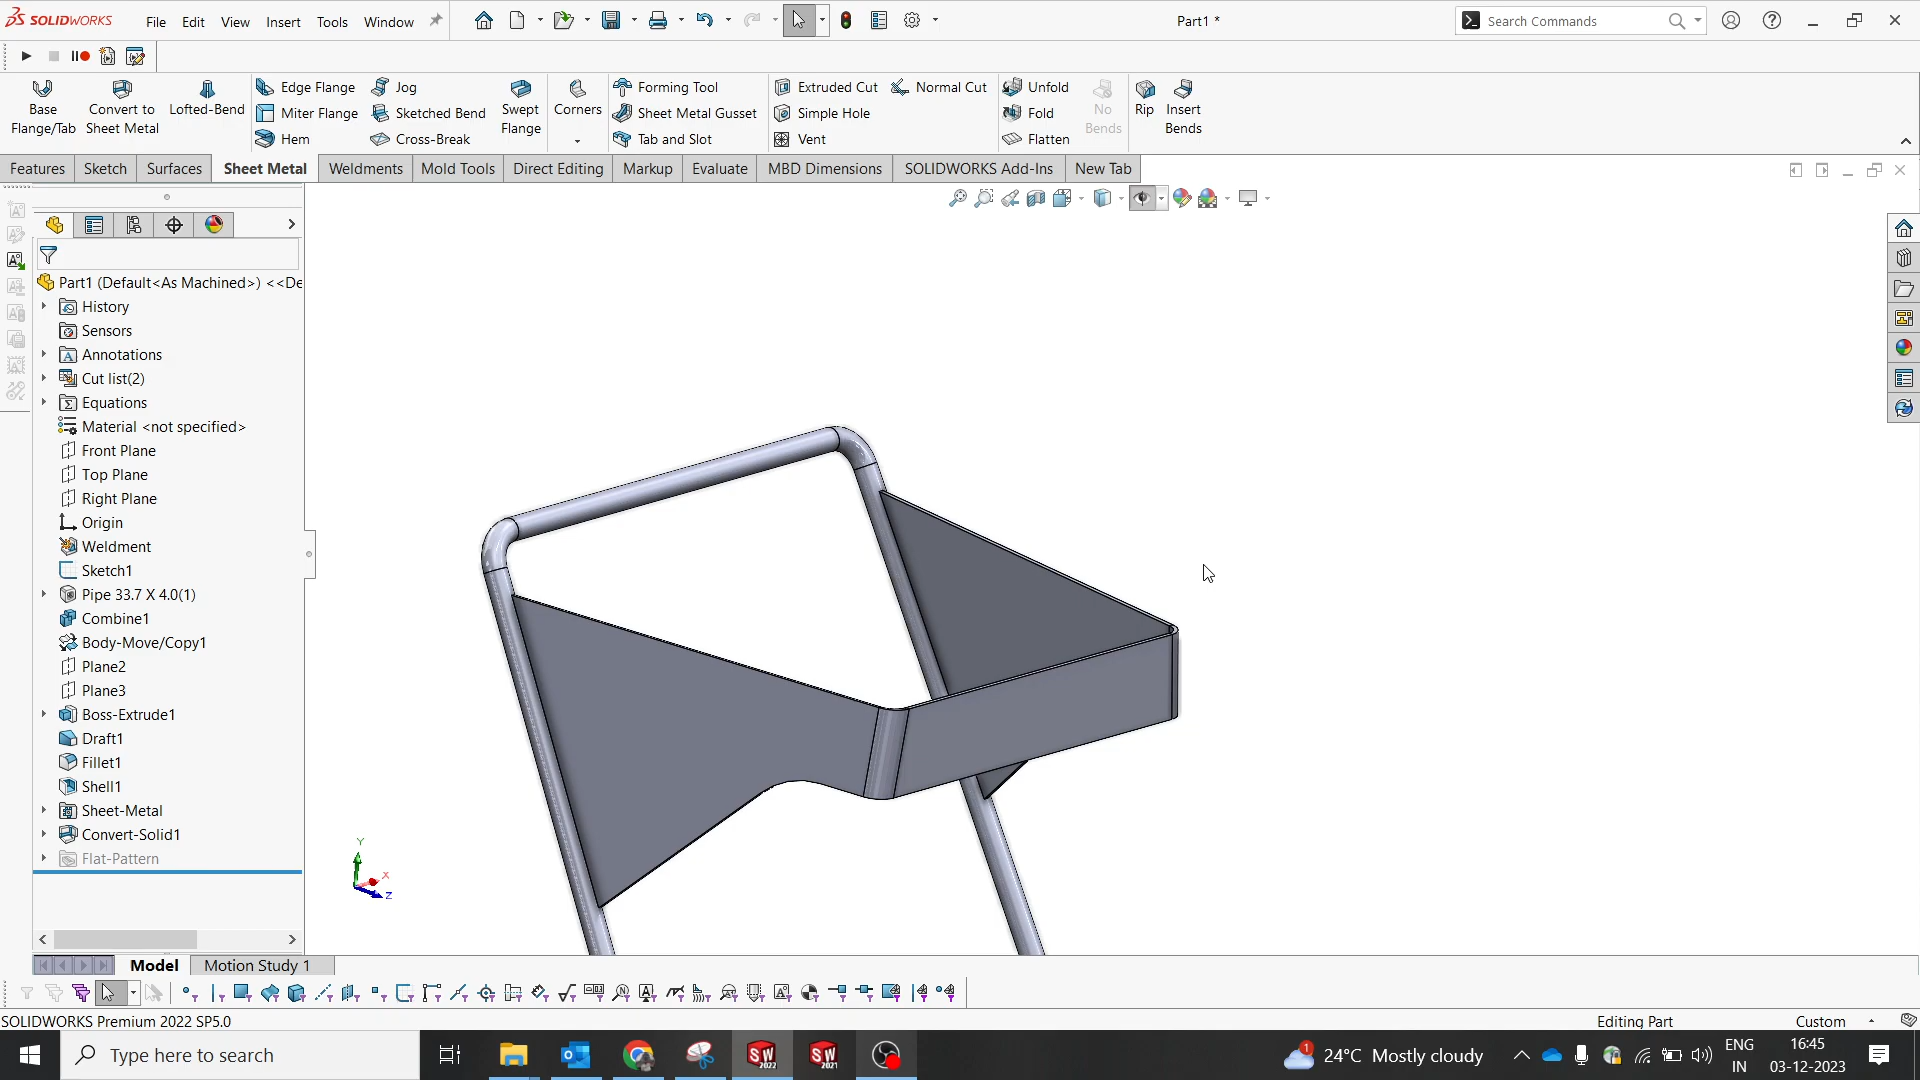 SOLIDWORKS File Edit View Insert Tools Window Part1 * Search Commands
Base Flange/Tab
Convert to Sheet Metal
Lofted-Bend
Edge Flange
Miter Flange
Hem
Jog
Sketched Bend
Cross-Break
Swept Flange
Corners
Forming Tool
Sheet Metal Gusset
Tab and Slot
Extruded Cut
Simple Hole
Vent
Normal Cut
Unfold
Fold
Flatten
No Bends
Rip
Insert Bends
Features Sketch Surfaces Sheet Metal Weldments Mold Tools Direct Editing Markup Evaluate MBD Dimensions SOLIDWORKS Add-Ins New Tab
Part1 (Default<As Machined>) <<De
History
Sensors
Annotations
Cut list(2)
Equations
Material <not specified>
Front Plane
Top Plane
Right Plane
Origin
Weldment
Sketch1
Pipe 33.7 X 4.0(1)
Combine1
Body-Move/Copy1
Plane2
Plane3
Boss-Extrude1
Draft1
Fillet1
Shell1
Sheet-Metal
Convert-Solid1
Flat-Pattern
Y
X
Z
Model Motion Study 1
SOLIDWORKS Premium 2022 SP5.0 Editing Part Custom
Type here to search
SW 2022
SW 2021
1
24°C Mostly cloudy
ENG
IN
16:45
03-12-2023